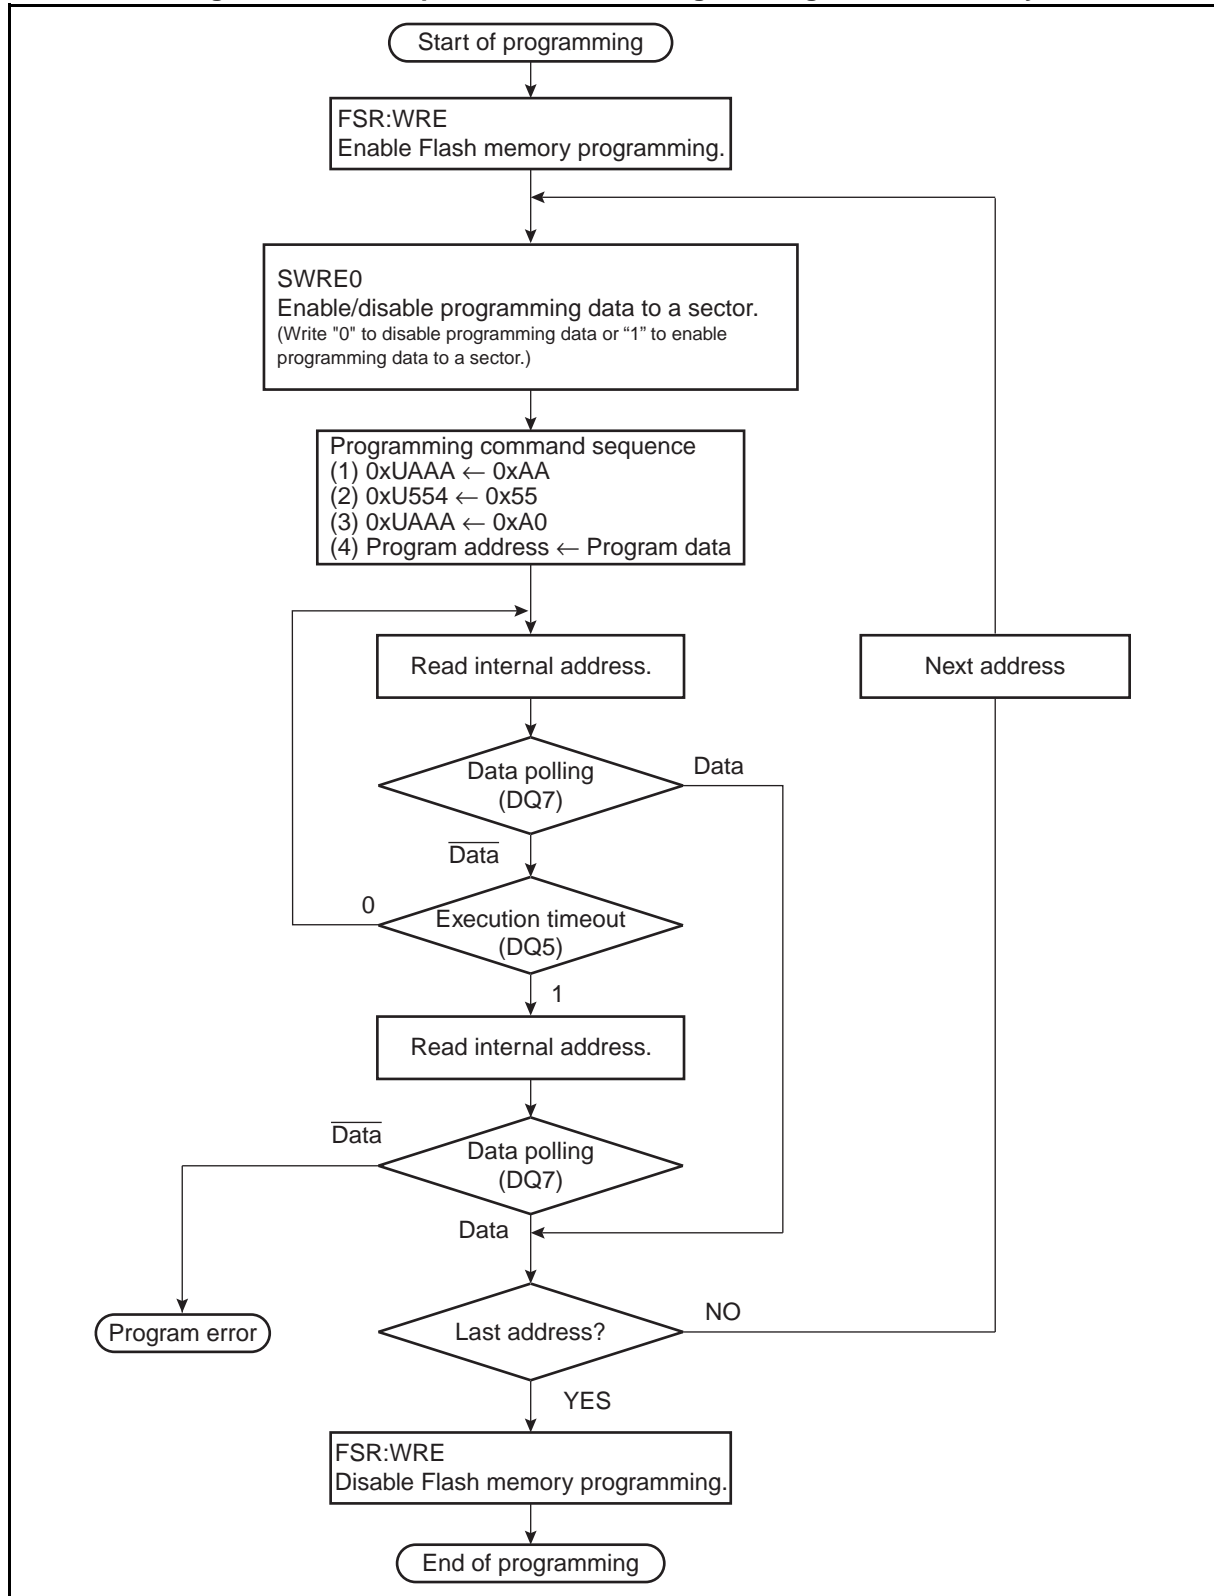 Start of programming
FSR:WRE
Enable Flash memory programming.
SWRE0
Enable/disable programming data to a sector.
(Write "0" to disable programming data or “1” to enable
programming data to a sector.)
Programming command sequence
(1) 0xUAAA ← 0xAA
(2) 0xU554 ← 0x55
(3) 0xUAAA ← 0xA0
(4) Program address ← Program data
Read internal address.
Next address
Data polling
(DQ7)
Data
D̅a̅t̅a̅
0
Execution timeout
(DQ5)
1
Read internal address.
D̅a̅t̅a̅
Data polling
(DQ7)
Data
Program error
Last address?
NO
YES
FSR:WRE
Disable Flash memory programming.
End of programming